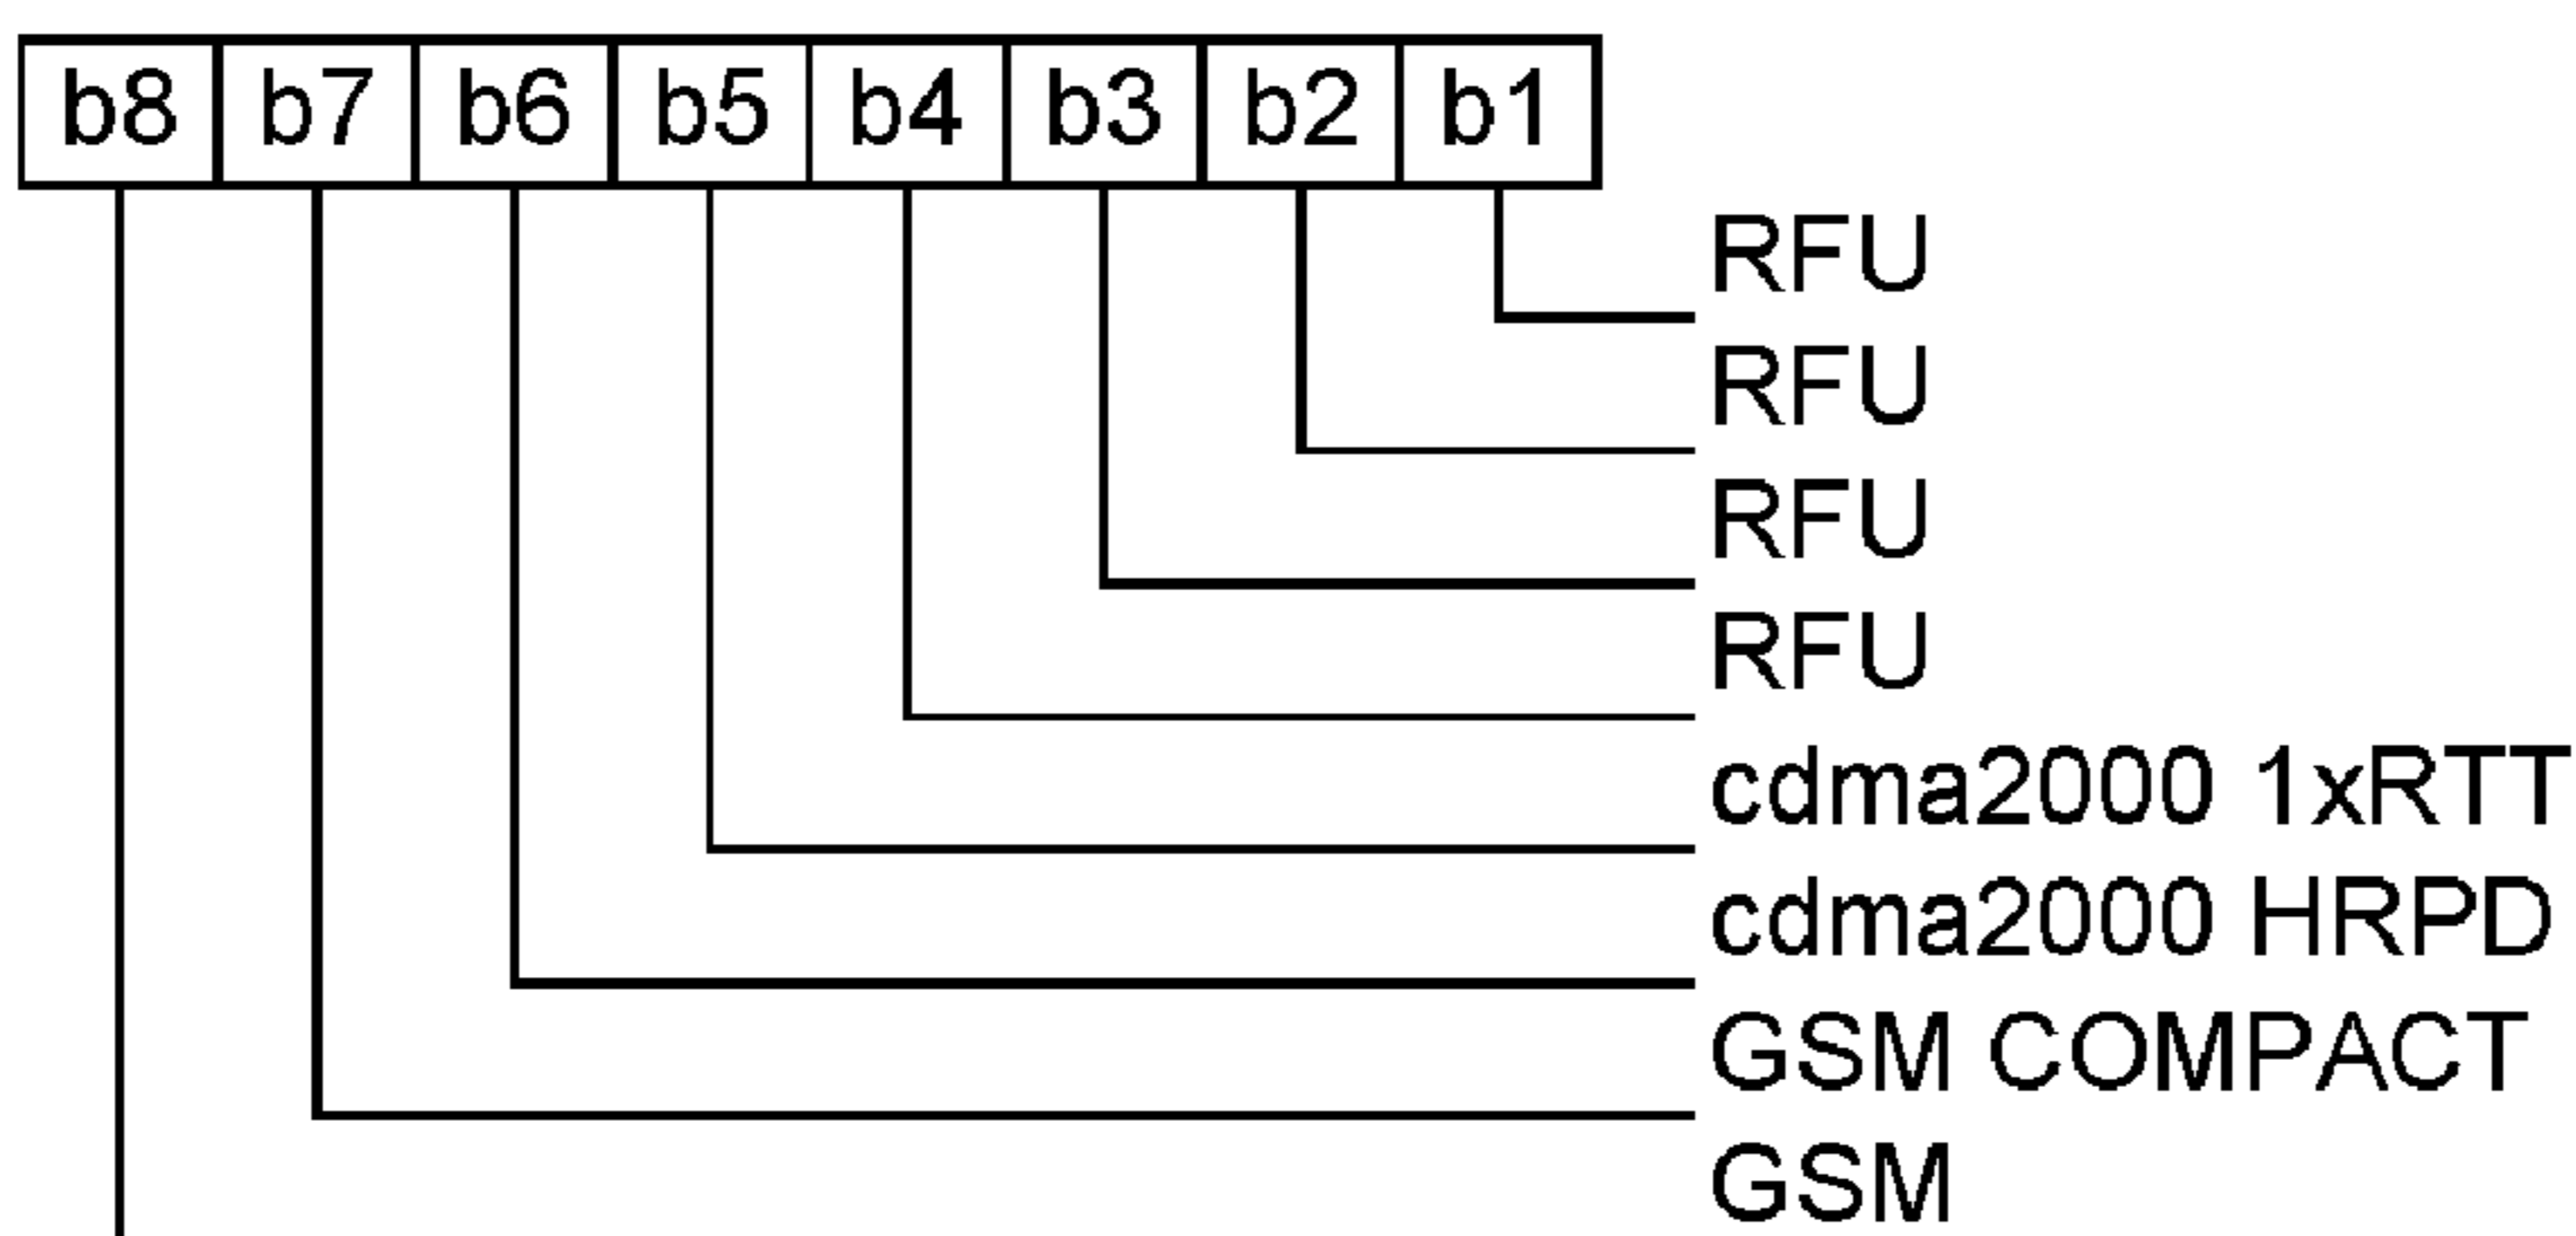 b8 b7 b6 b5 b4 b3 b2 b1
RFU
RFU
RFU
RFU
cdma2000 1xRTT
cdma2000 HRPD
GSM COMPACT
GSM